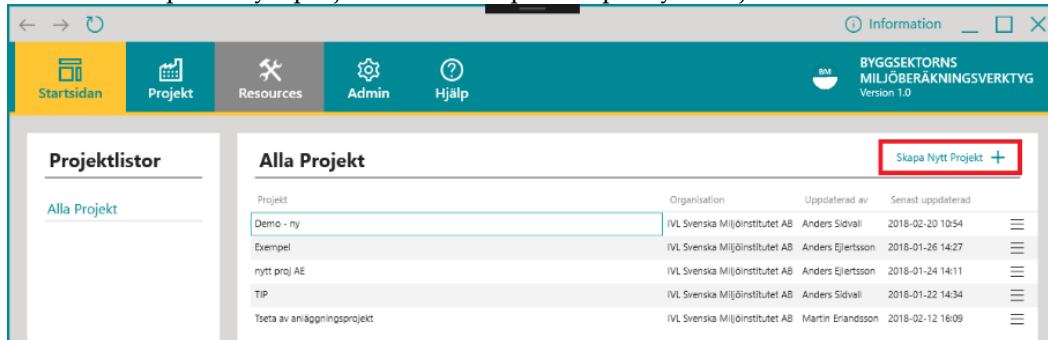 Information
BYGGSEKTORNS
MILJÖBERÄKNINGSVERKTYG
Version 1.0
BM
Startsidan Projekt Resources Admin Hjälp
Projektlistor
Alla Projekt
Alla Projekt
Skapa Nytt Projekt
Projekt Organisation Uppdaterad av Senast uppdaterad
Demo - ny IVL Svenska Miljöinstitutet AB Anders Sidvall 2018-02-20 10:54
Exempel IVL Svenska Miljöinstitutet AB Anders Ejlertsson 2018-01-26 14:27
nytt proj AE IVL Svenska Miljöinstitutet AB Anders Ejlertsson 2018-01-24 14:11
TIP IVL Svenska Miljöinstitutet AB Anders Sidvall 2018-01-22 14:34
Tseta av anläggningsprojekt IVL Svenska Miljöinstitutet AB Martin Erlandsson 2018-02-12 16:09